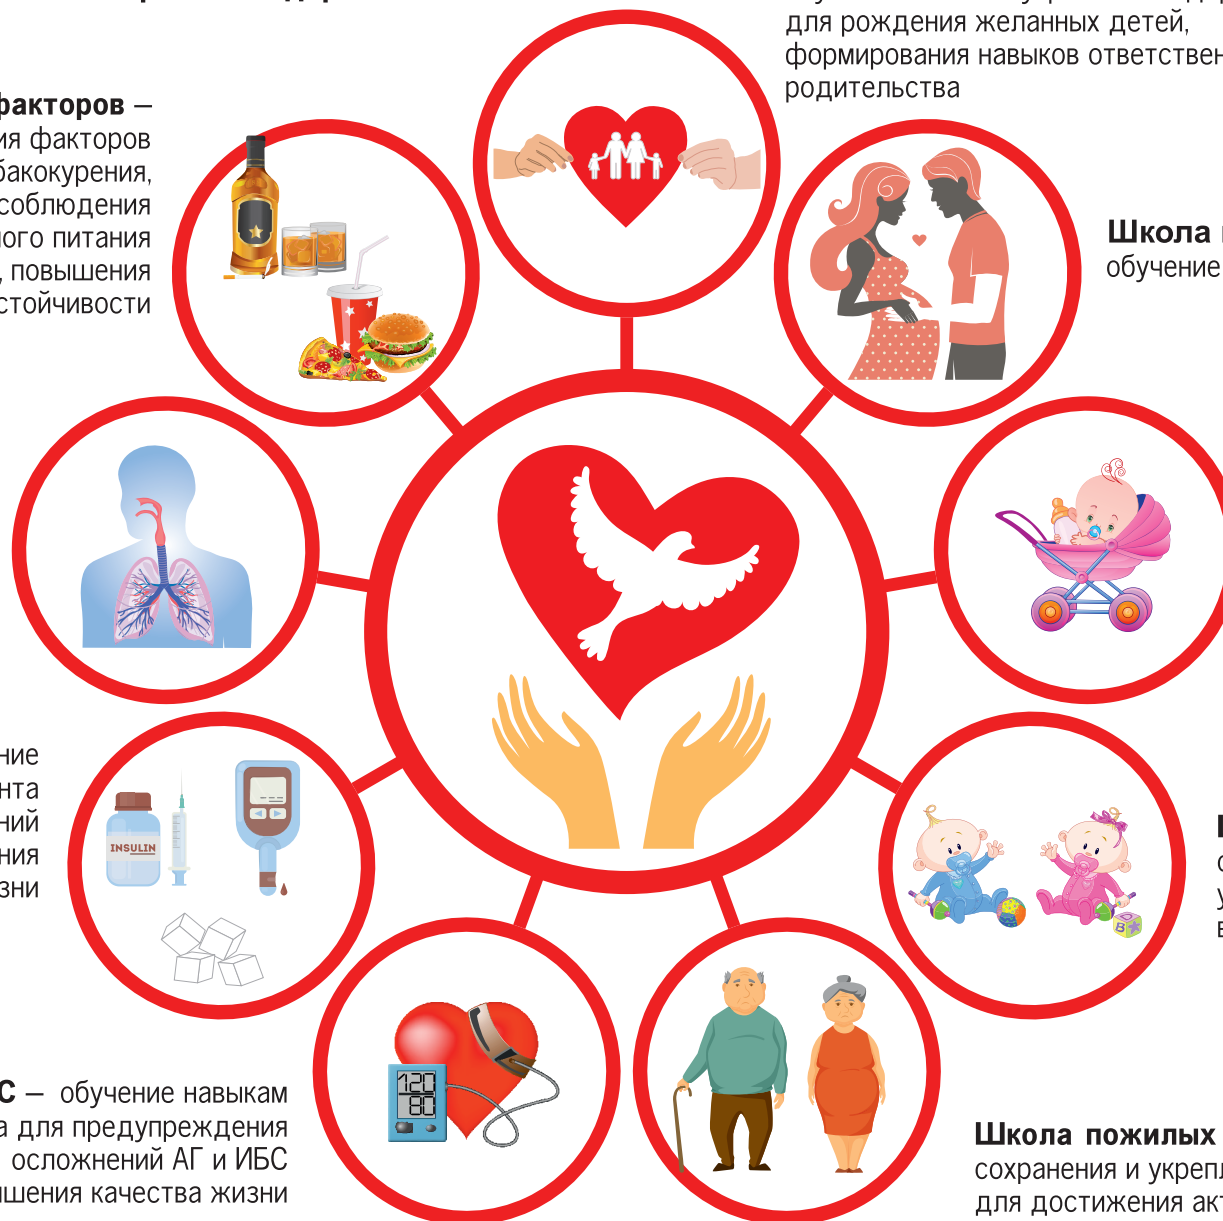 для рождения желанных детей,
формирования навыков ответствен
родительства
факторов –
ия факторов
бакокурения,
соблюдения
ного питания
, повышения
стойчивости
Школа
обучение
ние
нта
ний
ния
зни
INSULIN
С – обучение навыкам
а для предупреждения
осложнений АГ и ИБС
шения качества жизни
120
80
B
Школа пожилых
сохранения и укрепл
для достижения акт